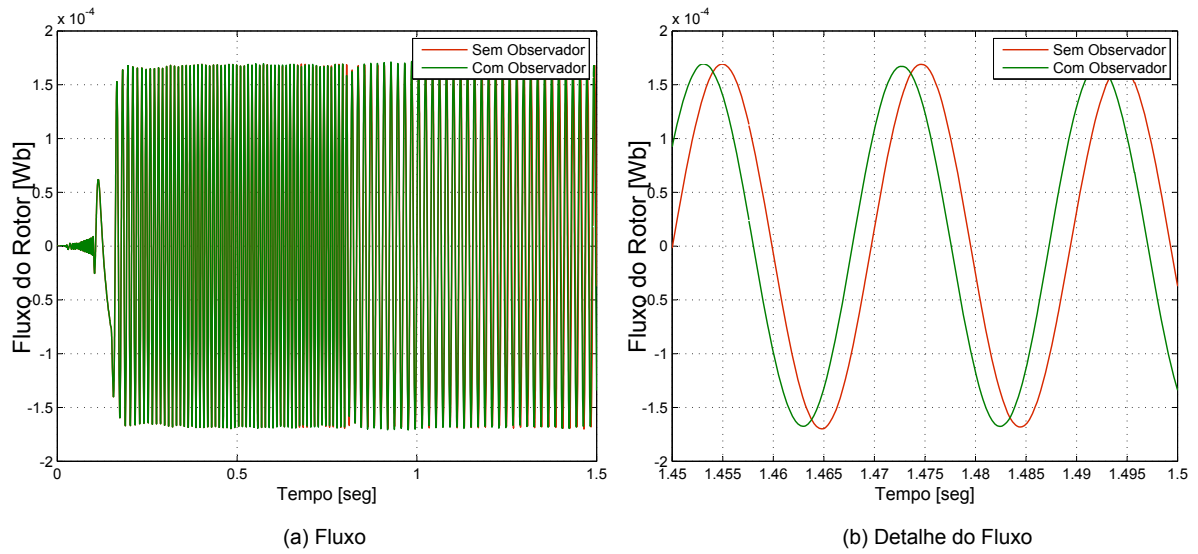 x 10-4
2
1.5
1
0.5
0
-0.5
-1
-1.5
-2
Fluxo do Rotor [Wb]
Sem Observador
Com Observador
0
0.5
1
1.5
Tempo [seg]
(a) Fluxo
x 10-4
2
1.5
1
0.5
0
-0.5
-1
-1.5
-2
Fluxo do Rotor [Wb]
Sem Observador
Com Observador
1.45
1.455
1.46
1.465
1.47
1.475
1.48
1.485
1.49
1.495
1.5
Tempo [seg]
(b) Detalhe do Fluxo